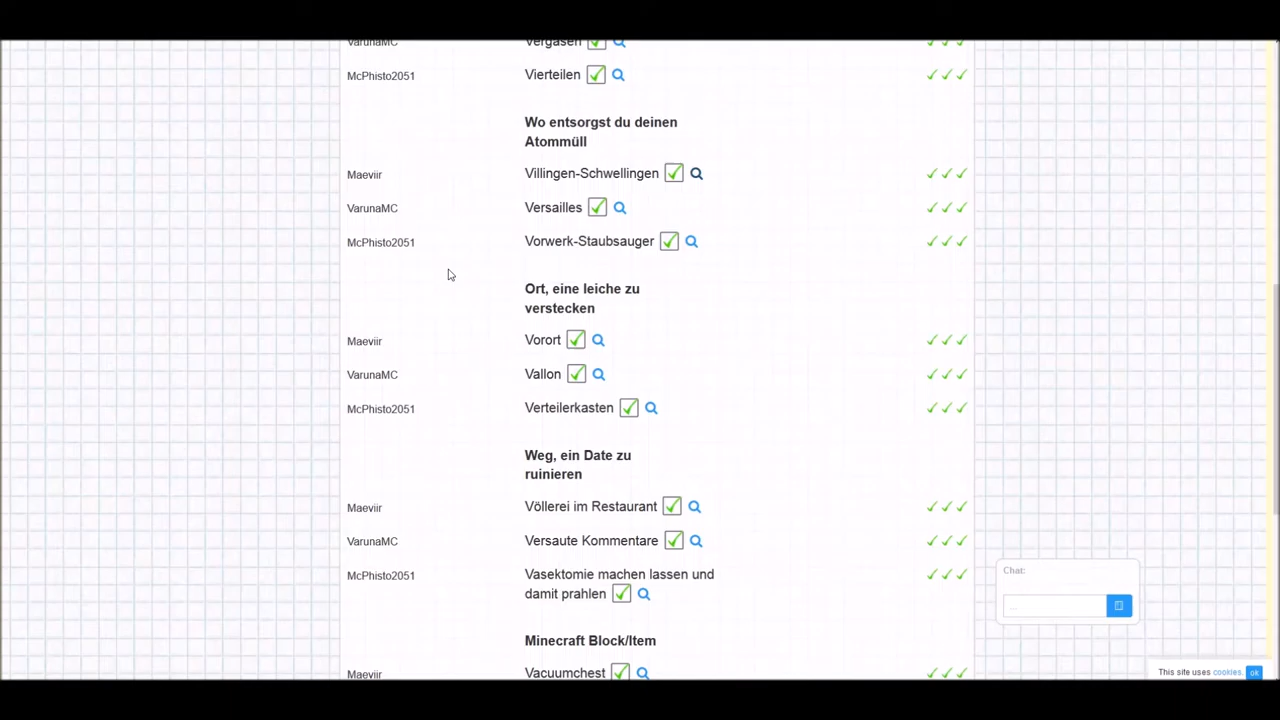 VarunaMC Vergasen
McPhisto2051 Vierteilen
Wo entsorgst du deinen
Atommüll
Maeviir Villingen-Schwellingen
VarunaMC Versailles
McPhisto2051 Vorwerk-Staubsauger
Ort, eine leiche zu
verstecken
Maeviir Vorort
VarunaMC Vallon
McPhisto2051 Verteilerkasten
Weg, ein Date zu
ruinieren
Maeviir Völlerei im Restaurant
VarunaMC Versaute Kommentare
McPhisto2051 Vasektomie machen lassen und
damit prahlen
Chat:
...
Minecraft Block/Item
Maeviir Vacuumchest
This site uses cookies. ok